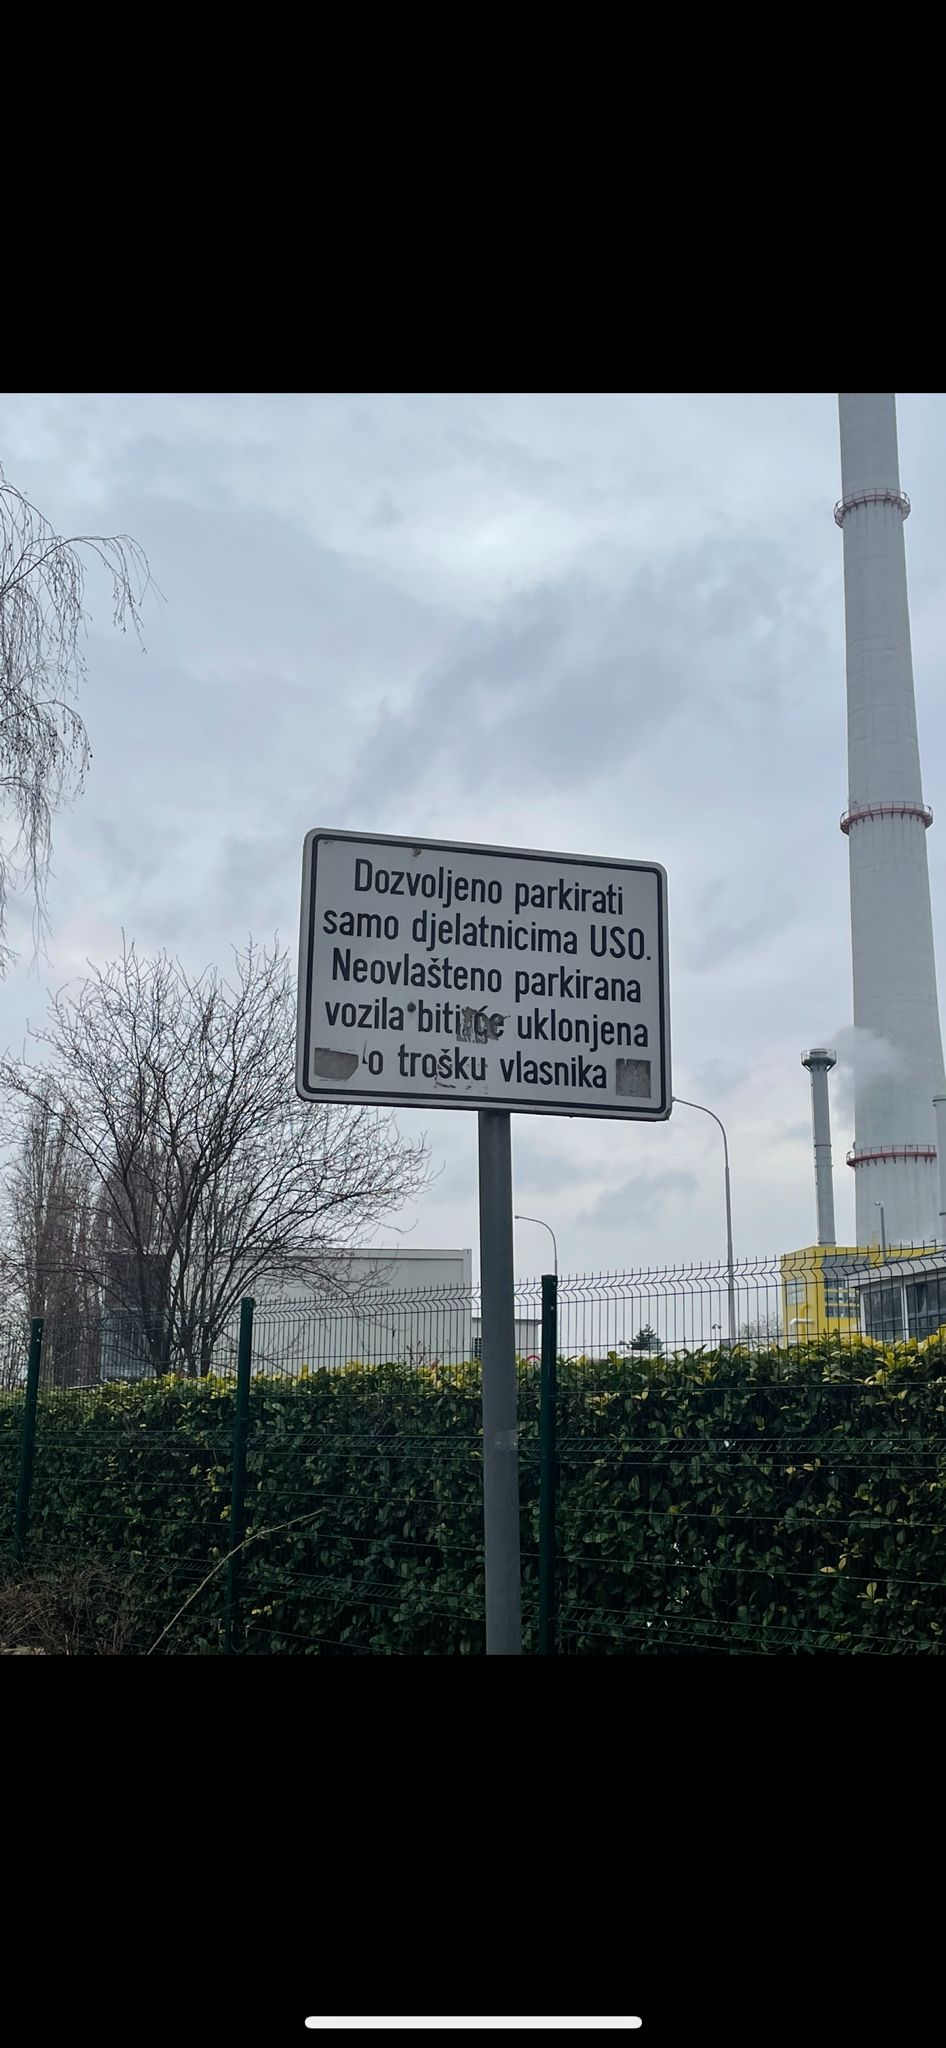 Dozvoljeno parkirati
samo djelatnicima USO.
Neovlašteno parkirana
vozila biti će uklonjena
o trošku vlasnika